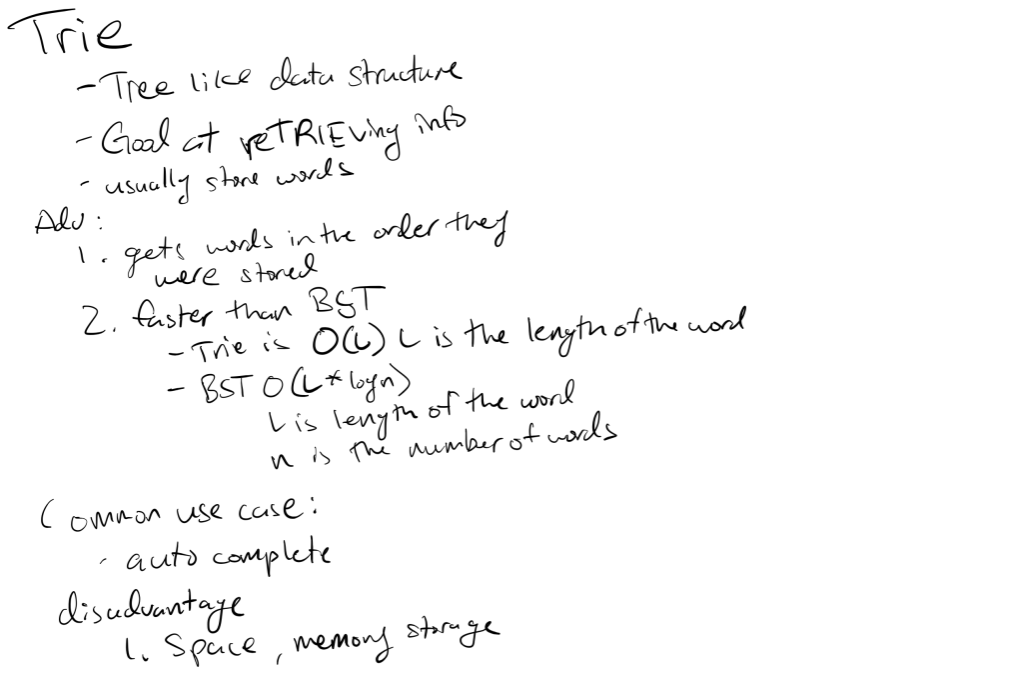 Trie
- Tree like data structure
- Good at reTRIEving info
- usually store words
Adv:
1. gets words in the order they
were stored
2. faster than BST
- Trie is O(L) L is the length of the word
- BST O(L*logn)
L is length of the word
n is the number of words
Common use case:
- auto complete
disadvantage
1. Space, memory storage